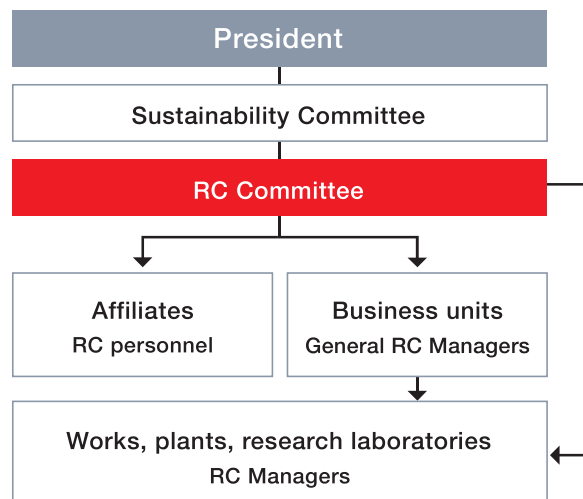 President
Sustainability Committee
RC Committee
Affiliates
RC personnel
Business units
General RC Managers
Works, plants, research laboratories
RC Managers